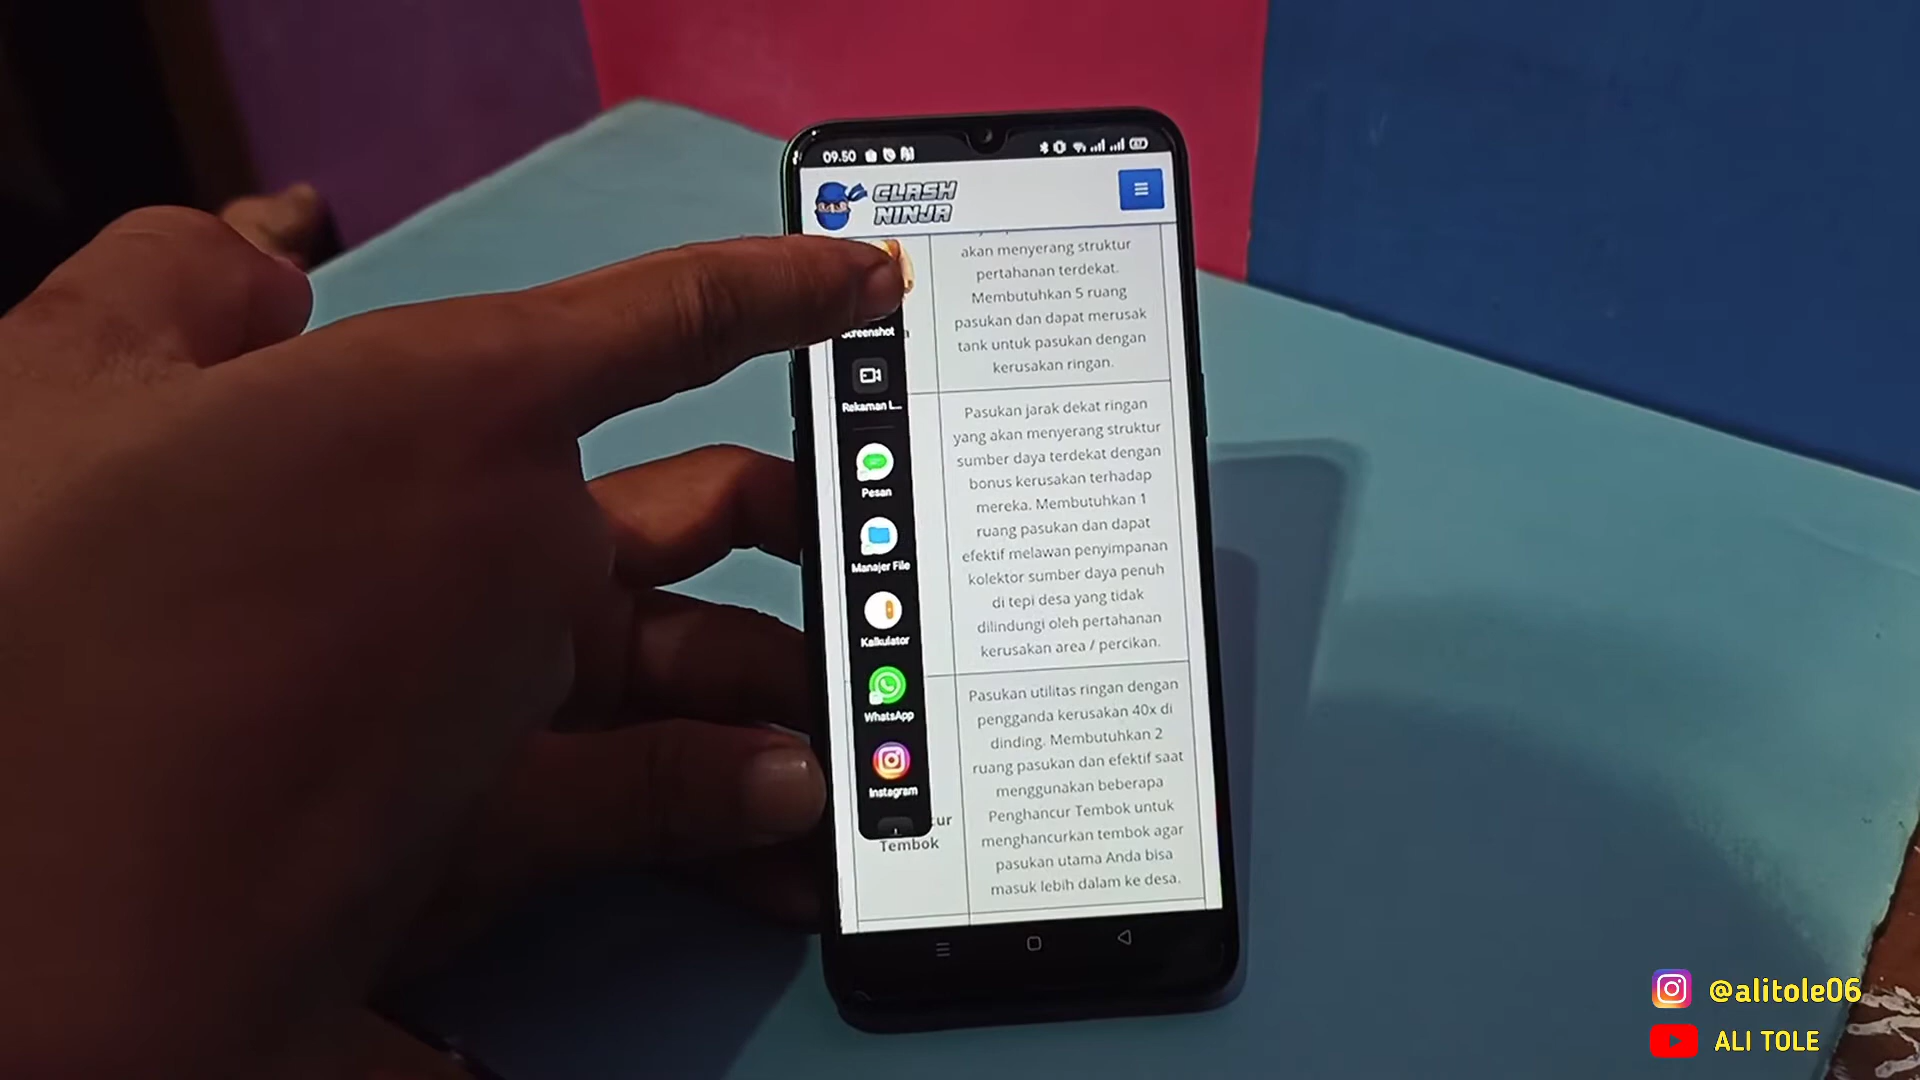 09.50
CLASH
NINJA
akan menyerang struktur
pertahanan terdekat.
Membutuhkan 5 ruang
pasukan dan dapat merusak
tank untuk pasukan dengan
kerusakan ringan.
Screenshot
Rekaman L...
Pesan
Manajer File
Kalkulator
WhatsApp
Instagram
Tembok
Pasukan jarak dekat ringan
yang akan menyerang struktur
sumber daya terdekat dengan
bonus kerusakan terhadap
mereka. Membutuhkan 1
ruang pasukan dan dapat
efektif melawan penyimpanan
kolektor sumber daya penuh
di tepi desa yang tidak
dilindungi oleh pertahanan
kerusakan area / percikan.
Pasukan utilitas ringan dengan
pengganda kerusakan 40x di
dinding. Membutuhkan 2
ruang pasukan dan efektif saat
menggunakan beberapa
Penghancur Tembok untuk
menghancurkan tembok agar
pasukan utama Anda bisa
masuk lebih dalam ke desa.
@alitole06
ALI TOLE